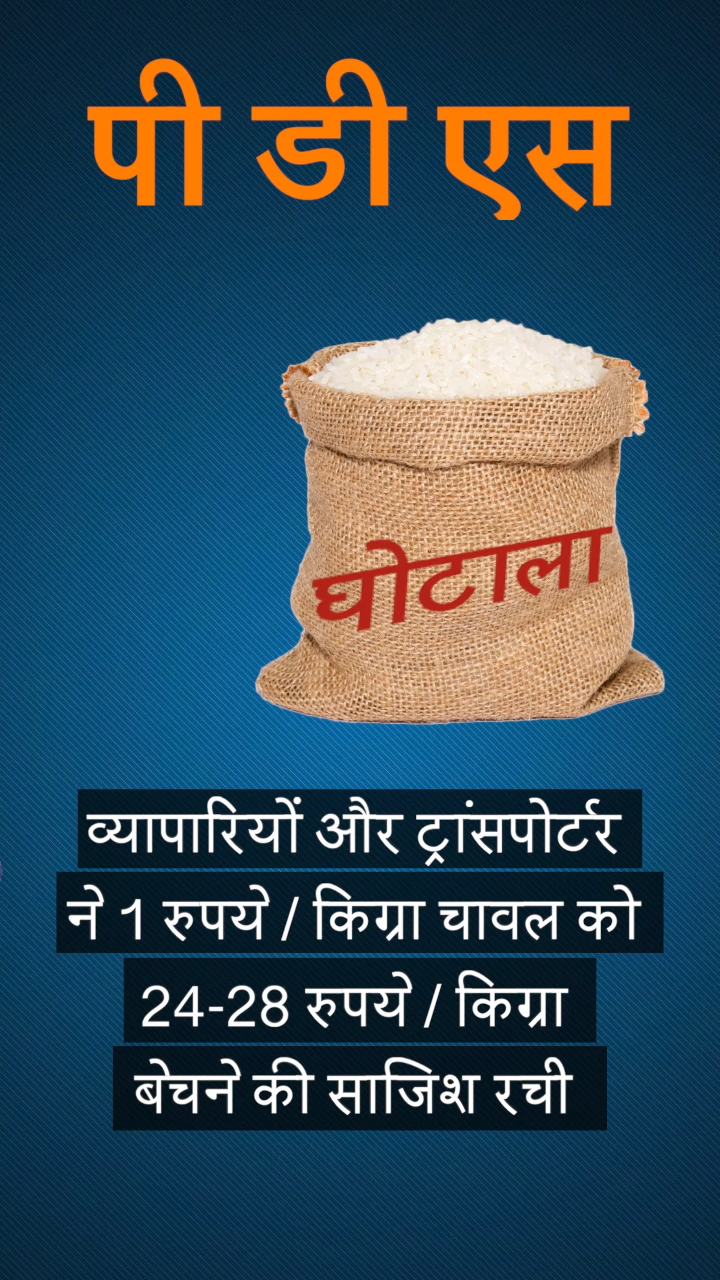 पी डी एस
घोटाला
व्यापारियों और ट्रांसपोर्टर
ने 1 रुपये / किग्रा चावल को
24-28 रुपये / किग्रा
बेचने की साजिश रची